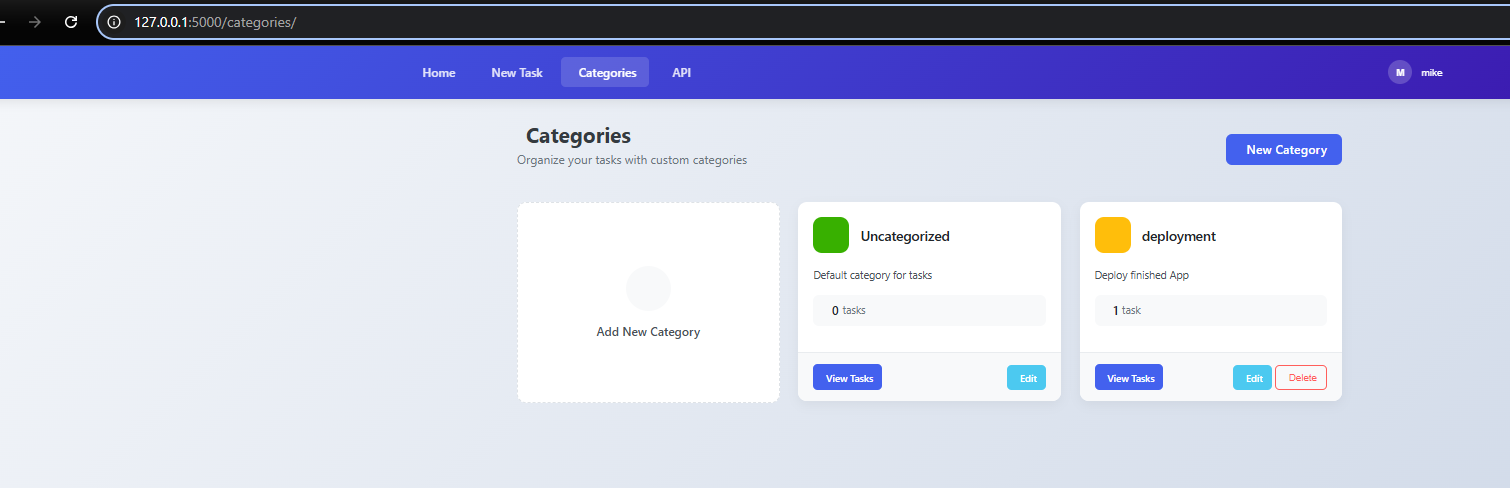 127.0.0.1:5000/categories/
Home New Task Categories API M mike
Categories
Organize your tasks with custom categories
New Category
Add New Category
Uncategorized
Default category for tasks
0 tasks
View Tasks Edit
deployment
Deploy finished App
1 task
View Tasks Edit Delete